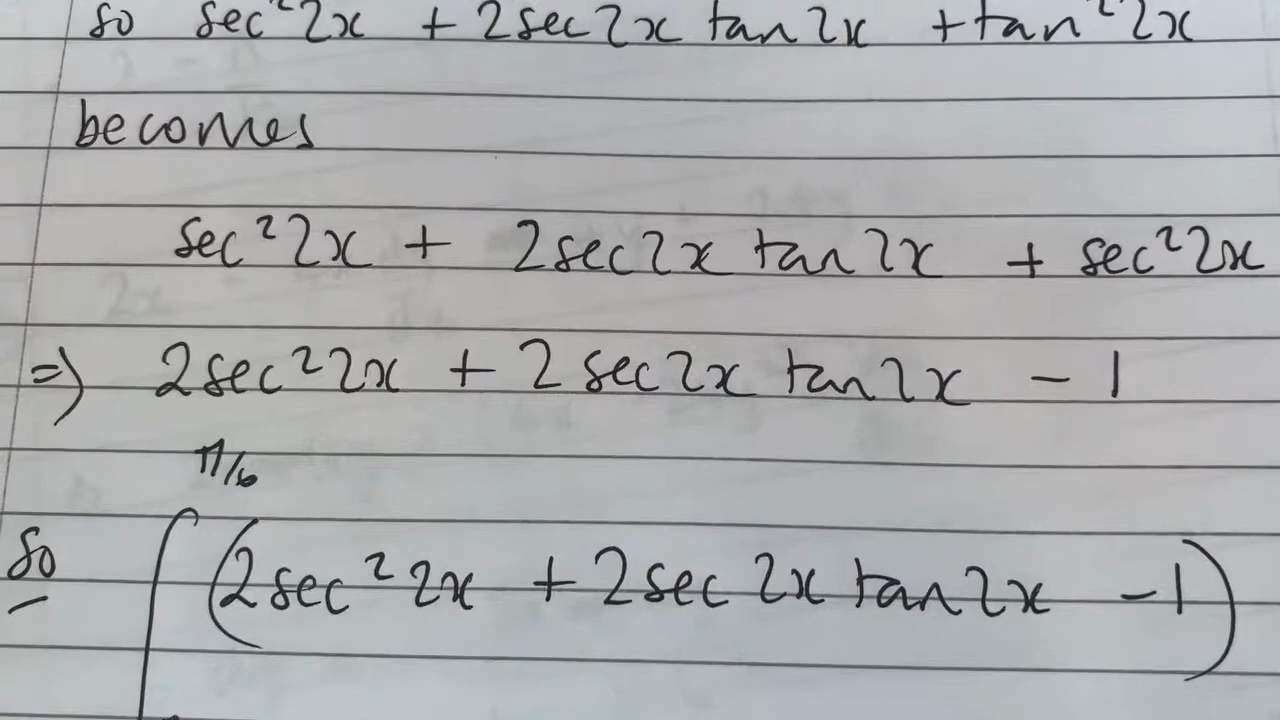 so sec²2x + 2sec2x tan2x + tan²2x
becomes
sec²2x + 2sec2x tan2x + sec²2x
⇒ 2sec²2x + 2sec2x tan2x - 1
π/6
so ∫ (2sec²2x + 2sec2x tan2x - 1)